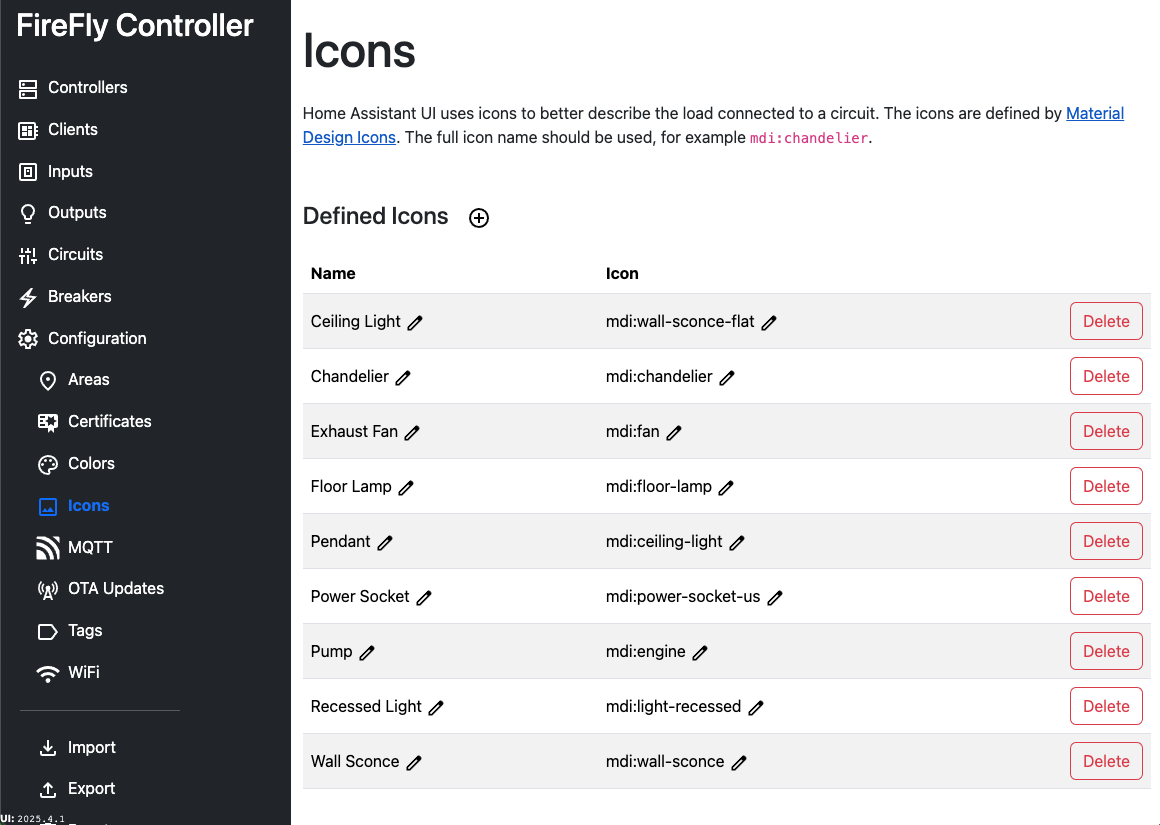 FireFly Controller
Controllers
Clients
Inputs
Outputs
Circuits
Breakers
Configuration
Areas
Certificates
Colors
Icons
MQTT
OTA Updates
Tags
WiFi
Import
Export
UI: 2025.4.1
Icons
Home Assistant UI uses icons to better describe the load connected to a circuit. The icons are defined by Material
Design Icons. The full icon name should be used, for example mdi:chandelier.
Defined Icons
Name Icon
Ceiling Light mdi:wall-sconce-flat Delete
Chandelier mdi:chandelier Delete
Exhaust Fan mdi:fan Delete
Floor Lamp mdi:floor-lamp Delete
Pendant mdi:ceiling-light Delete
Power Socket mdi:power-socket-us Delete
Pump mdi:engine Delete
Recessed Light mdi:light-recessed Delete
Wall Sconce mdi:wall-sconce Delete